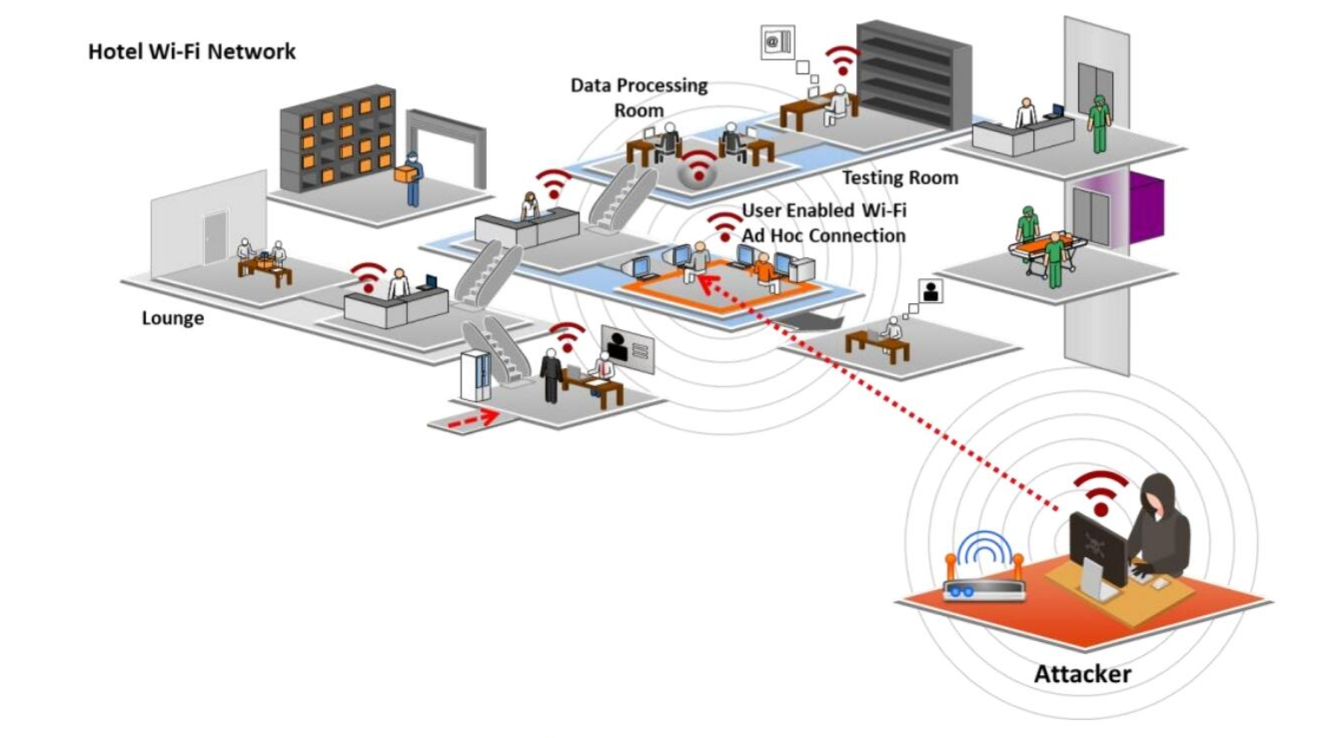 Hotel Wi-Fi Network
Data Processing
Room
Testing Room
User Enabled Wi-Fi
Ad Hoc Connection
Lounge
Attacker